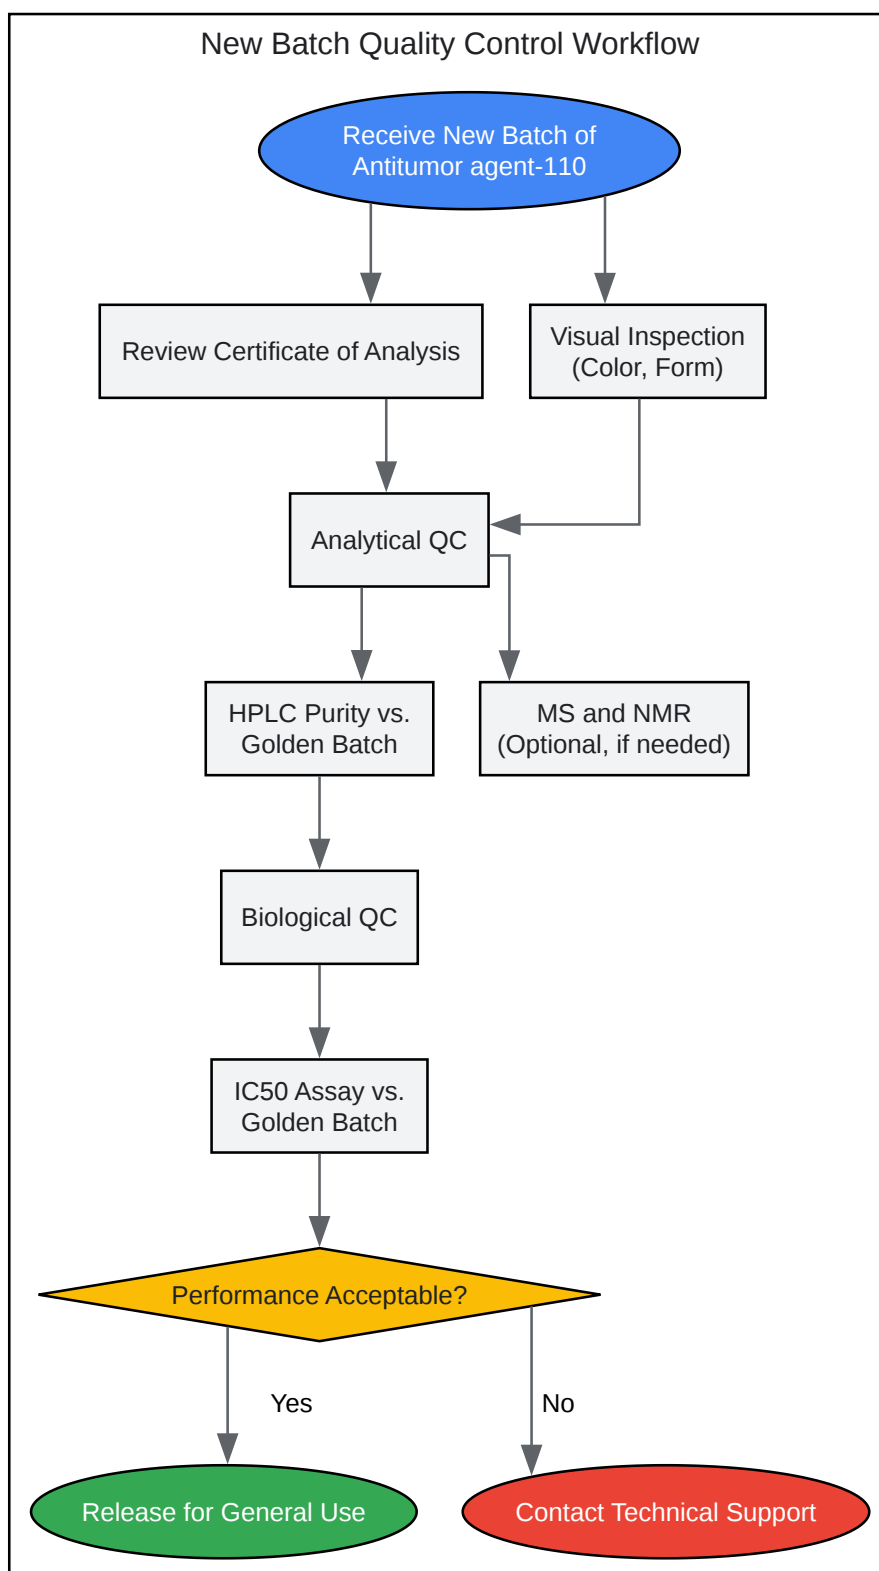 New Batch Quality Control Workflow
Receive New Batch of
Antitumor agent-110
Review Certificate of Analysis
Visual Inspection
(Color, Form)
Analytical QC
HPLC Purity vs.
Golden Batch
MS and NMR
(Optional, if needed)
Biological QC
IC50 Assay vs.
Golden Batch
Performance Acceptable?
Yes
No
Release for General Use
Contact Technical Support